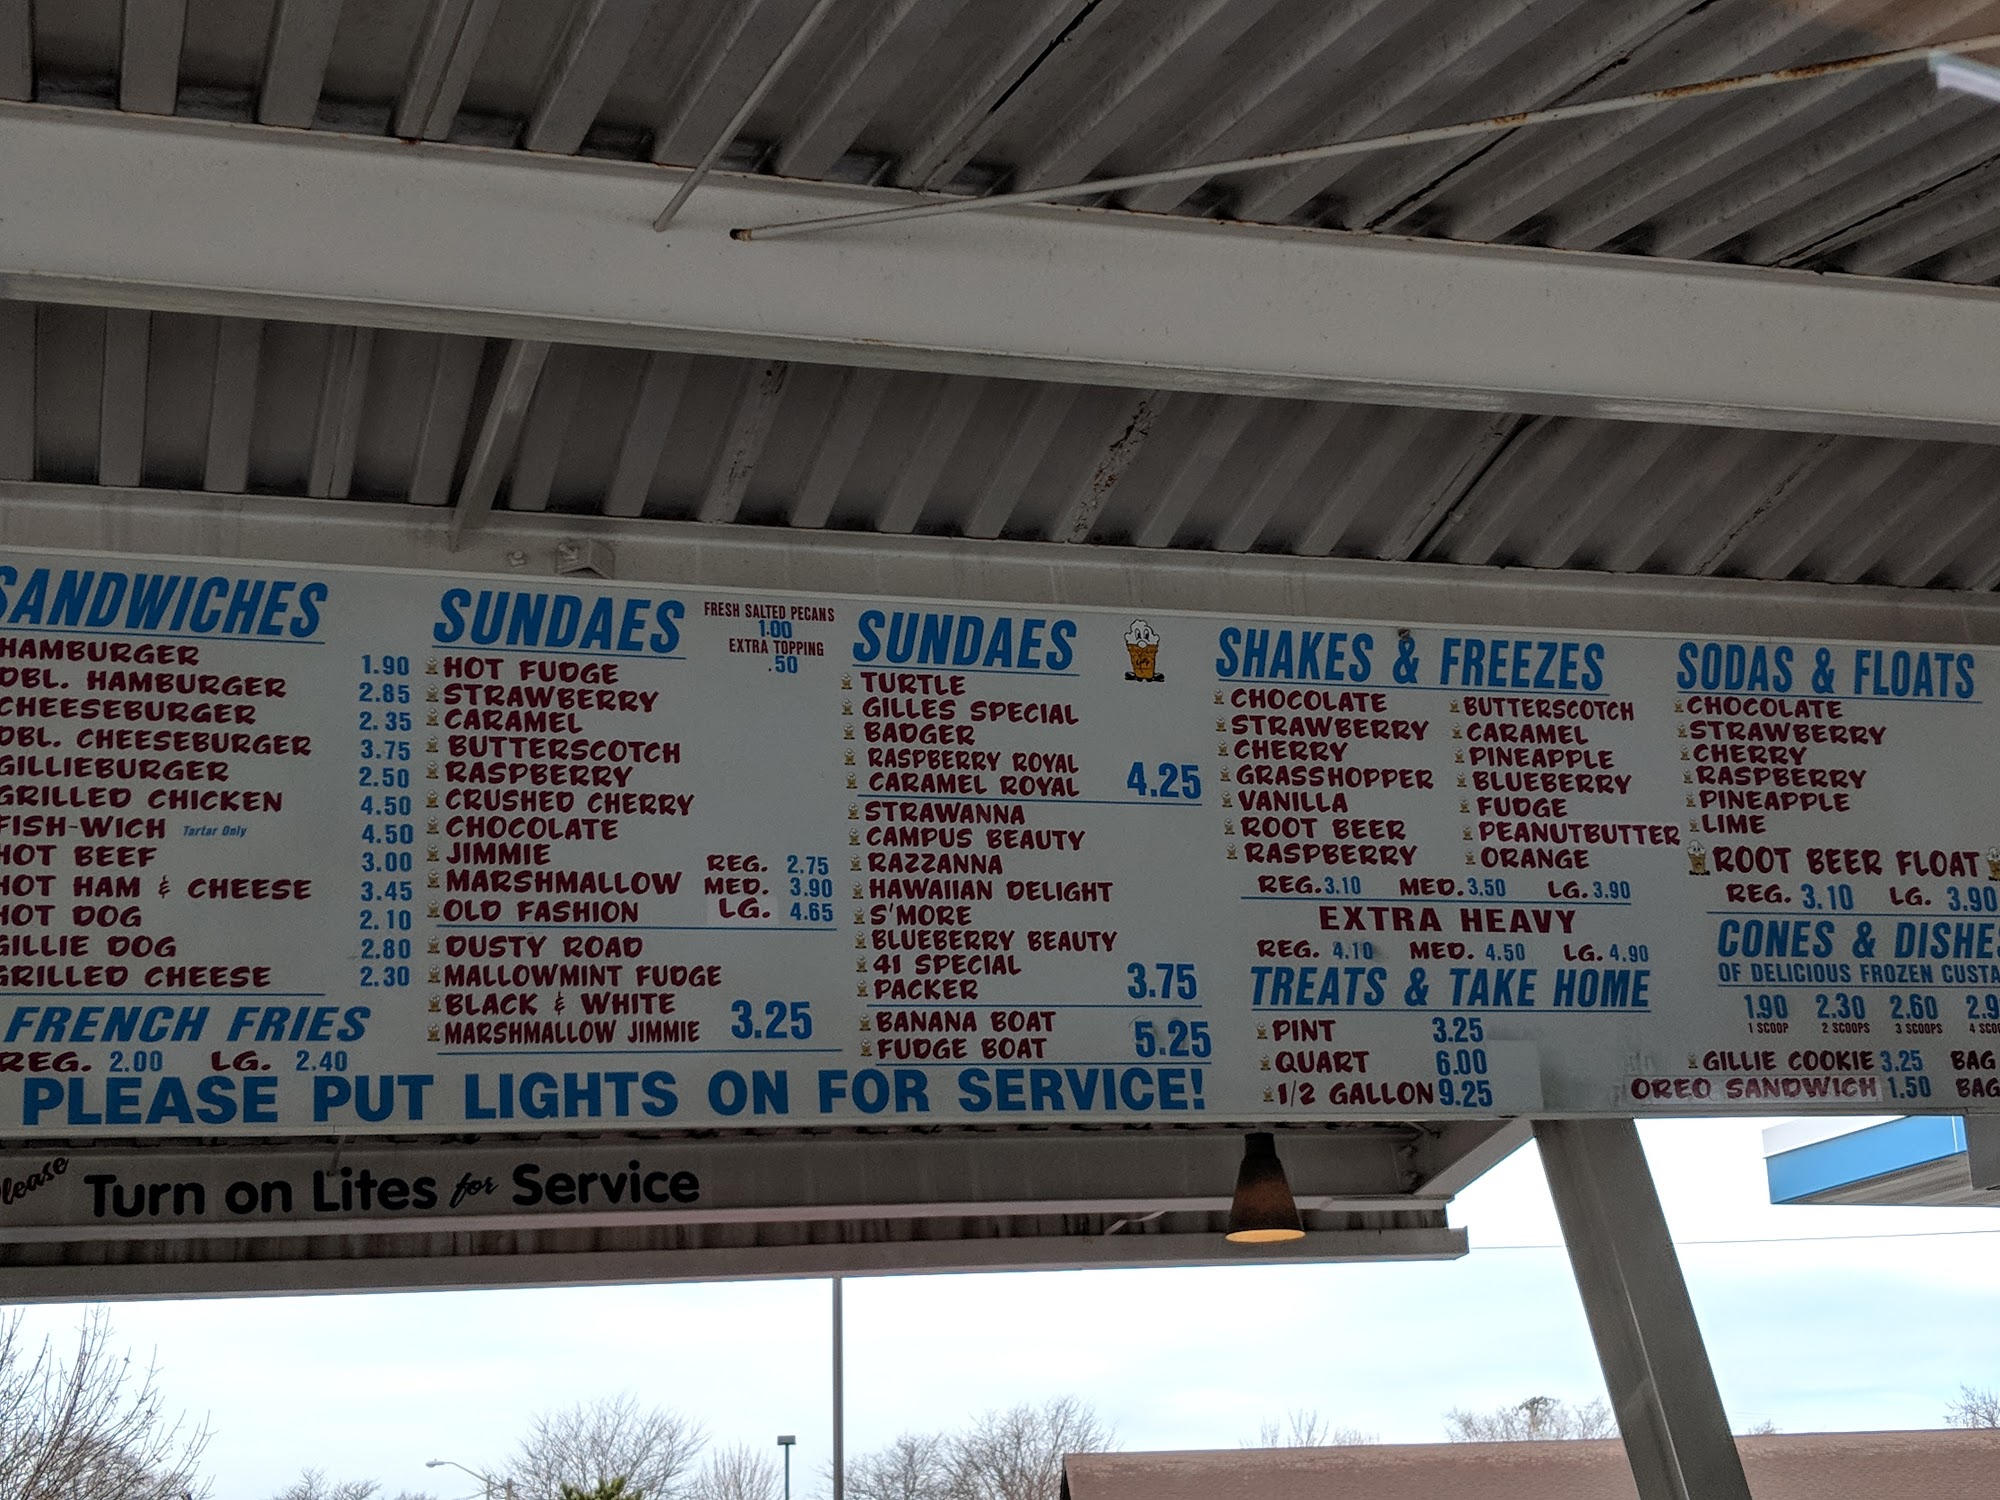 SANDWICHES
HAMBURGER 1.90
DBL. HAMBURGER 2.85
CHEESEBURGER 2.35
DBL. CHEESEBURGER 3.75
GILLIEBURGER 2.50
GRILLED CHICKEN 4.50
FISH-WICH Tartar Only 4.50
HOT BEEF 3.00
HOT HAM & CHEESE 3.45
HOT DOG 2.10
GILLIE DOG 2.80
GRILLED CHEESE 2.30
FRENCH FRIES
REG. 2.00 LG. 2.40
SUNDAES
FRESH SALTED PECANS
1.00
EXTRA TOPPING
.50
HOT FUDGE
STRAWBERRY
CARAMEL
BUTTERSCOTCH
RASPBERRY
CRUSHED CHERRY
CHOCOLATE
JIMMIE REG. 2.75
MARSHMALLOW MED. 3.90
OLD FASHION LG. 4.65
DUSTY ROAD
MALLOWMINT FUDGE
BLACK & WHITE
MARSHMALLOW JIMMIE 3.25
SUNDAES
TURTLE
GILLES SPECIAL
BADGER
RASPBERRY ROYAL
CARAMEL ROYAL 4.25
STRAWANNA
CAMPUS BEAUTY
RAZZANNA
HAWAIIAN DELIGHT
S'MORE
BLUEBERRY BEAUTY
41 SPECIAL
PACKER 3.75
BANANA BOAT
FUDGE BOAT 5.25
SHAKES & FREEZES
CHOCOLATE BUTTERSCOTCH
STRAWBERRY CARAMEL
CHERRY PINEAPPLE
GRASSHOPPER BLUEBERRY
VANILLA FUDGE
ROOT BEER PEANUTBUTTER
RASPBERRY ORANGE
REG. 3.10 MED. 3.50 LG. 3.90
EXTRA HEAVY
REG. 4.10 MED. 4.50 LG. 4.90
TREATS & TAKE HOME
PINT 3.25
QUART 6.00
1/2 GALLON 9.25
SODAS & FLOATS
CHOCOLATE
STRAWBERRY
CHERRY
RASPBERRY
PINEAPPLE
LIME
ROOT BEER FLOAT
REG. 3.10 LG. 3.90
CONES & DISHES
OF DELICIOUS FROZEN
1.90 2.30 2.60
1 SCOOP 2 SCOOPS 3 SCOOPS
GILLIE COOKIE 3.25 BAG
OREO SANDWICH 1.50 BAG
PLEASE PUT LIGHTS ON FOR SERVICE!
Please Turn on Lites for Service